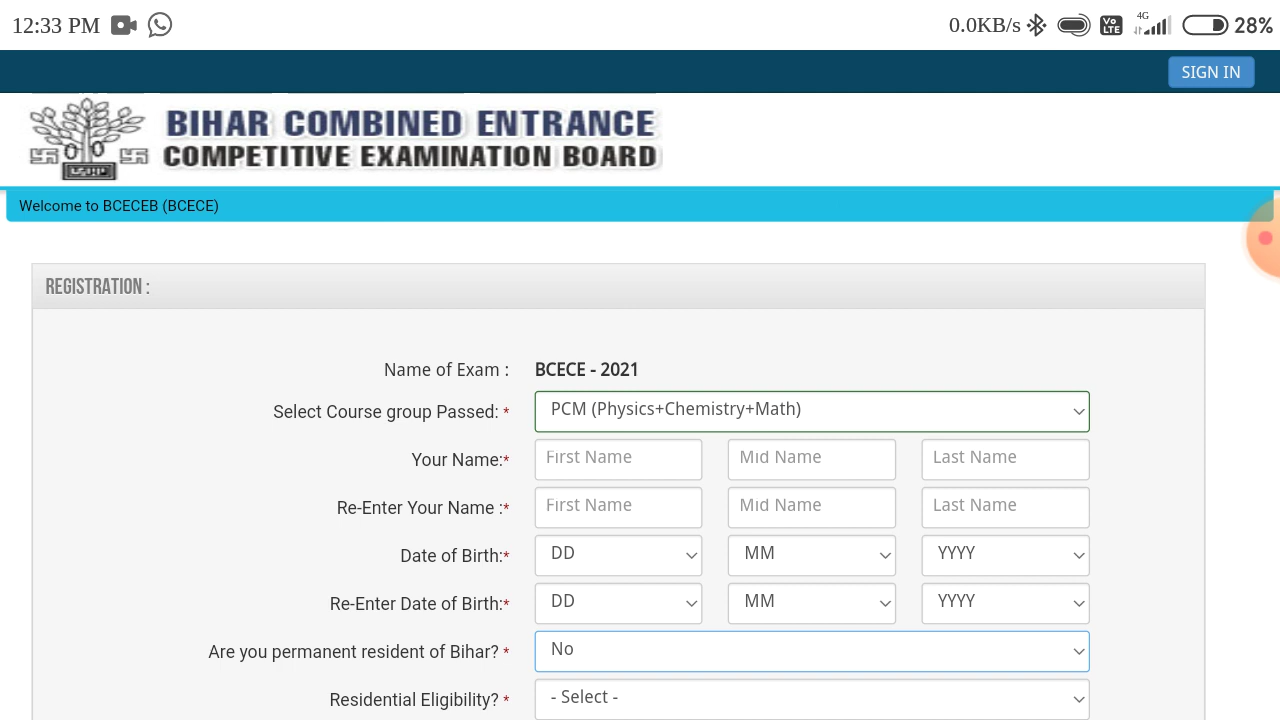 12:33 PM 0.0KB/s Vo LTE 4G 28%
SIGN IN
BIHAR COMBINED ENTRANCE
COMPETITIVE EXAMINATION BOARD
Welcome to BCECEB (BCECE)
REGISTRATION :
Name of Exam : BCECE - 2021
Select Course group Passed: * PCM (Physics+Chemistry+Math)
Your Name:* First Name Mid Name Last Name
Re-Enter Your Name :* First Name Mid Name Last Name
Date of Birth:* DD MM YYYY
Re-Enter Date of Birth:* DD MM YYYY
Are you permanent resident of Bihar? * No
Residential Eligibility? * - Select -